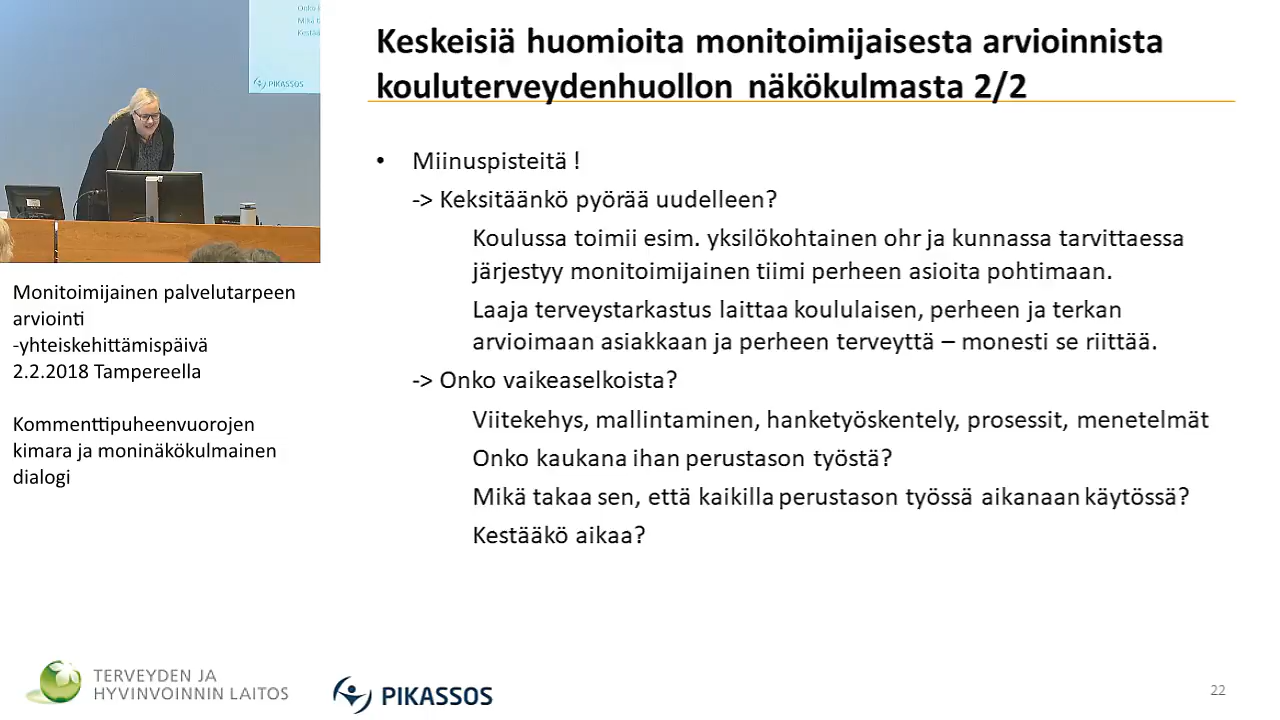 Onko
Mikä
Kestää
PIKASSOS
Keskeisiä huomioita monitoimijaisesta arvioinnista
kouluterveydenhuollon näkökulmasta 2/2
• Miinuspisteitä !
-> Keksitäänkö pyörää uudelleen?
Koulussa toimii esim. yksilökohtainen ohr ja kunnassa tarvittaessa
järjestyy monitoimijainen tiimi perheen asioita pohtimaan.
Laaja terveystarkastus laittaa koululaisen, perheen ja terkan
arvioimaan asiakkaan ja perheen terveyttä – monesti se riittää.
-> Onko vaikeaselkoista?
Viitekehys, mallintaminen, hanketyöskentely, prosessit, menetelmät
Onko kaukana ihan perustason työstä?
Mikä takaa sen, että kaikilla perustason työssä aikanaan käytössä?
Kestääkö aikaa?
Monitoimijainen palvelutarpeen
arviointi
-yhteiskehittämispäivä
2.2.2018 Tampereella
Kommenttipuheenvuorojen
kimara ja moninäkökulmainen
dialogi
TERVEYDEN JA
HYVINVOINNIN LAITOS
PIKASSOS
22